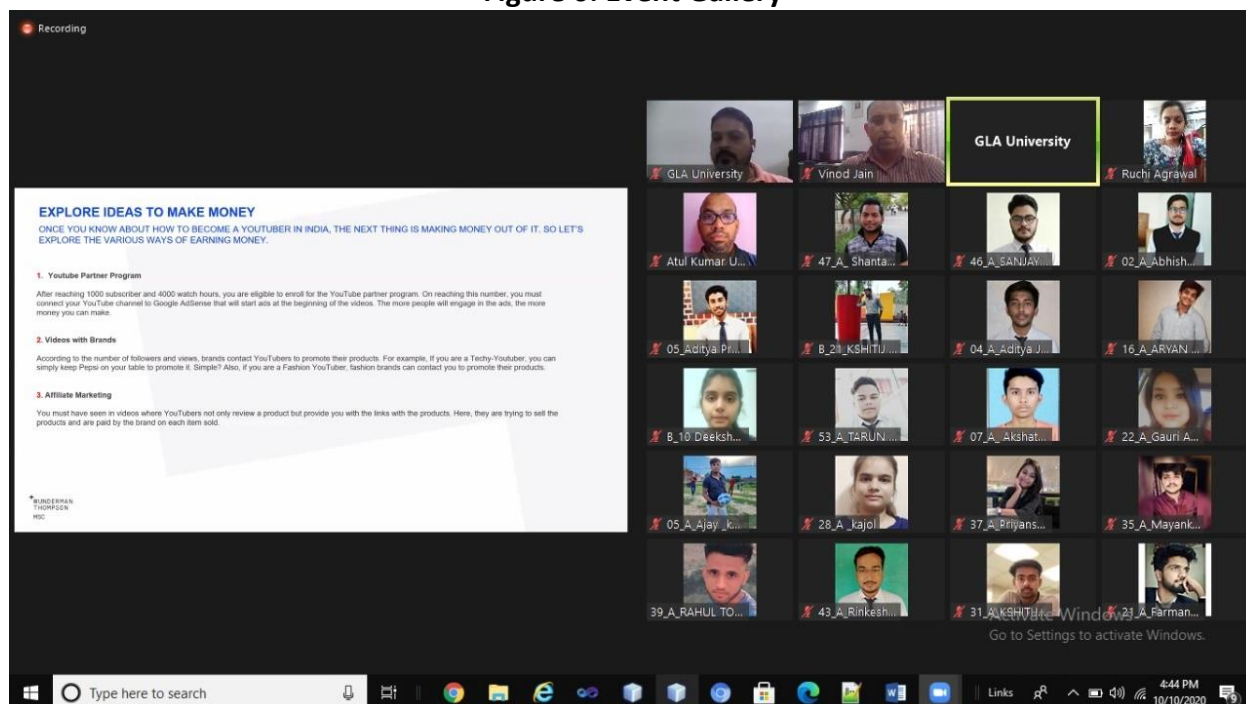 Recording
EXPLORE IDEAS TO MAKE MONEY
ONCE YOU KNOW ABOUT HOW TO BECOME A YOUTUBER IN INDIA, THE NEXT THING IS MAKING MONEY OUT OF IT. SO LET'S
EXPLORE THE VARIOUS WAYS OF EARNING MONEY.
1. Youtube Partner Program
After reaching 1000 subscriber and 4000 watch hours, you are eligible to enroll for the YouTube partner program. On reaching this number, you must
connect your YouTube channel to Google AdSense that will start ads at the beginning of the videos. The more people will engage in the ads, the more
money you can make.
2. Videos with Brands
According to the number of followers and views, brands contact YouTubers to promote their products. For example, If you are a Techy-Youtuber, you can
simply keep Pepsi on your table to promote it. Simple? Also, if you are a Fashion YouTuber, fashion brands can contact you to promote their products.
3. Affiliate Marketing
You must have seen in videos where YouTubers not only review a product but provide you with the links with the products. Here, they are trying to sell the
products and are paid by the brand on each item sold.
WUNDERMAN
THOMPSON
MSC
GLA University
Vinod Jain
GLA University
Ruchi Agrawal
Atul Kumar U...
47_A_ Shanta...
46_A_SANJAY...
02_A_Abhish...
05_Aditya Pr...
B_21_KSHITIJ ...
04_A_Aditya J...
16_A_ARYAN ...
B_10 Deeksh...
53_A_TARUN ...
07_A_ Akshat...
22_A_Gauri A...
05_A_Ajay _k...
28_A _kajol
37_A_Priyans...
35_A_Mayank...
39_A_RAHUL TO...
43_A_Rinkesh...
31_A_KSHITIJ...
21_A_Farman...
Activate Windows
Go to Settings to activate Windows.
Type here to search
Links
4:44 PM
10/10/2020